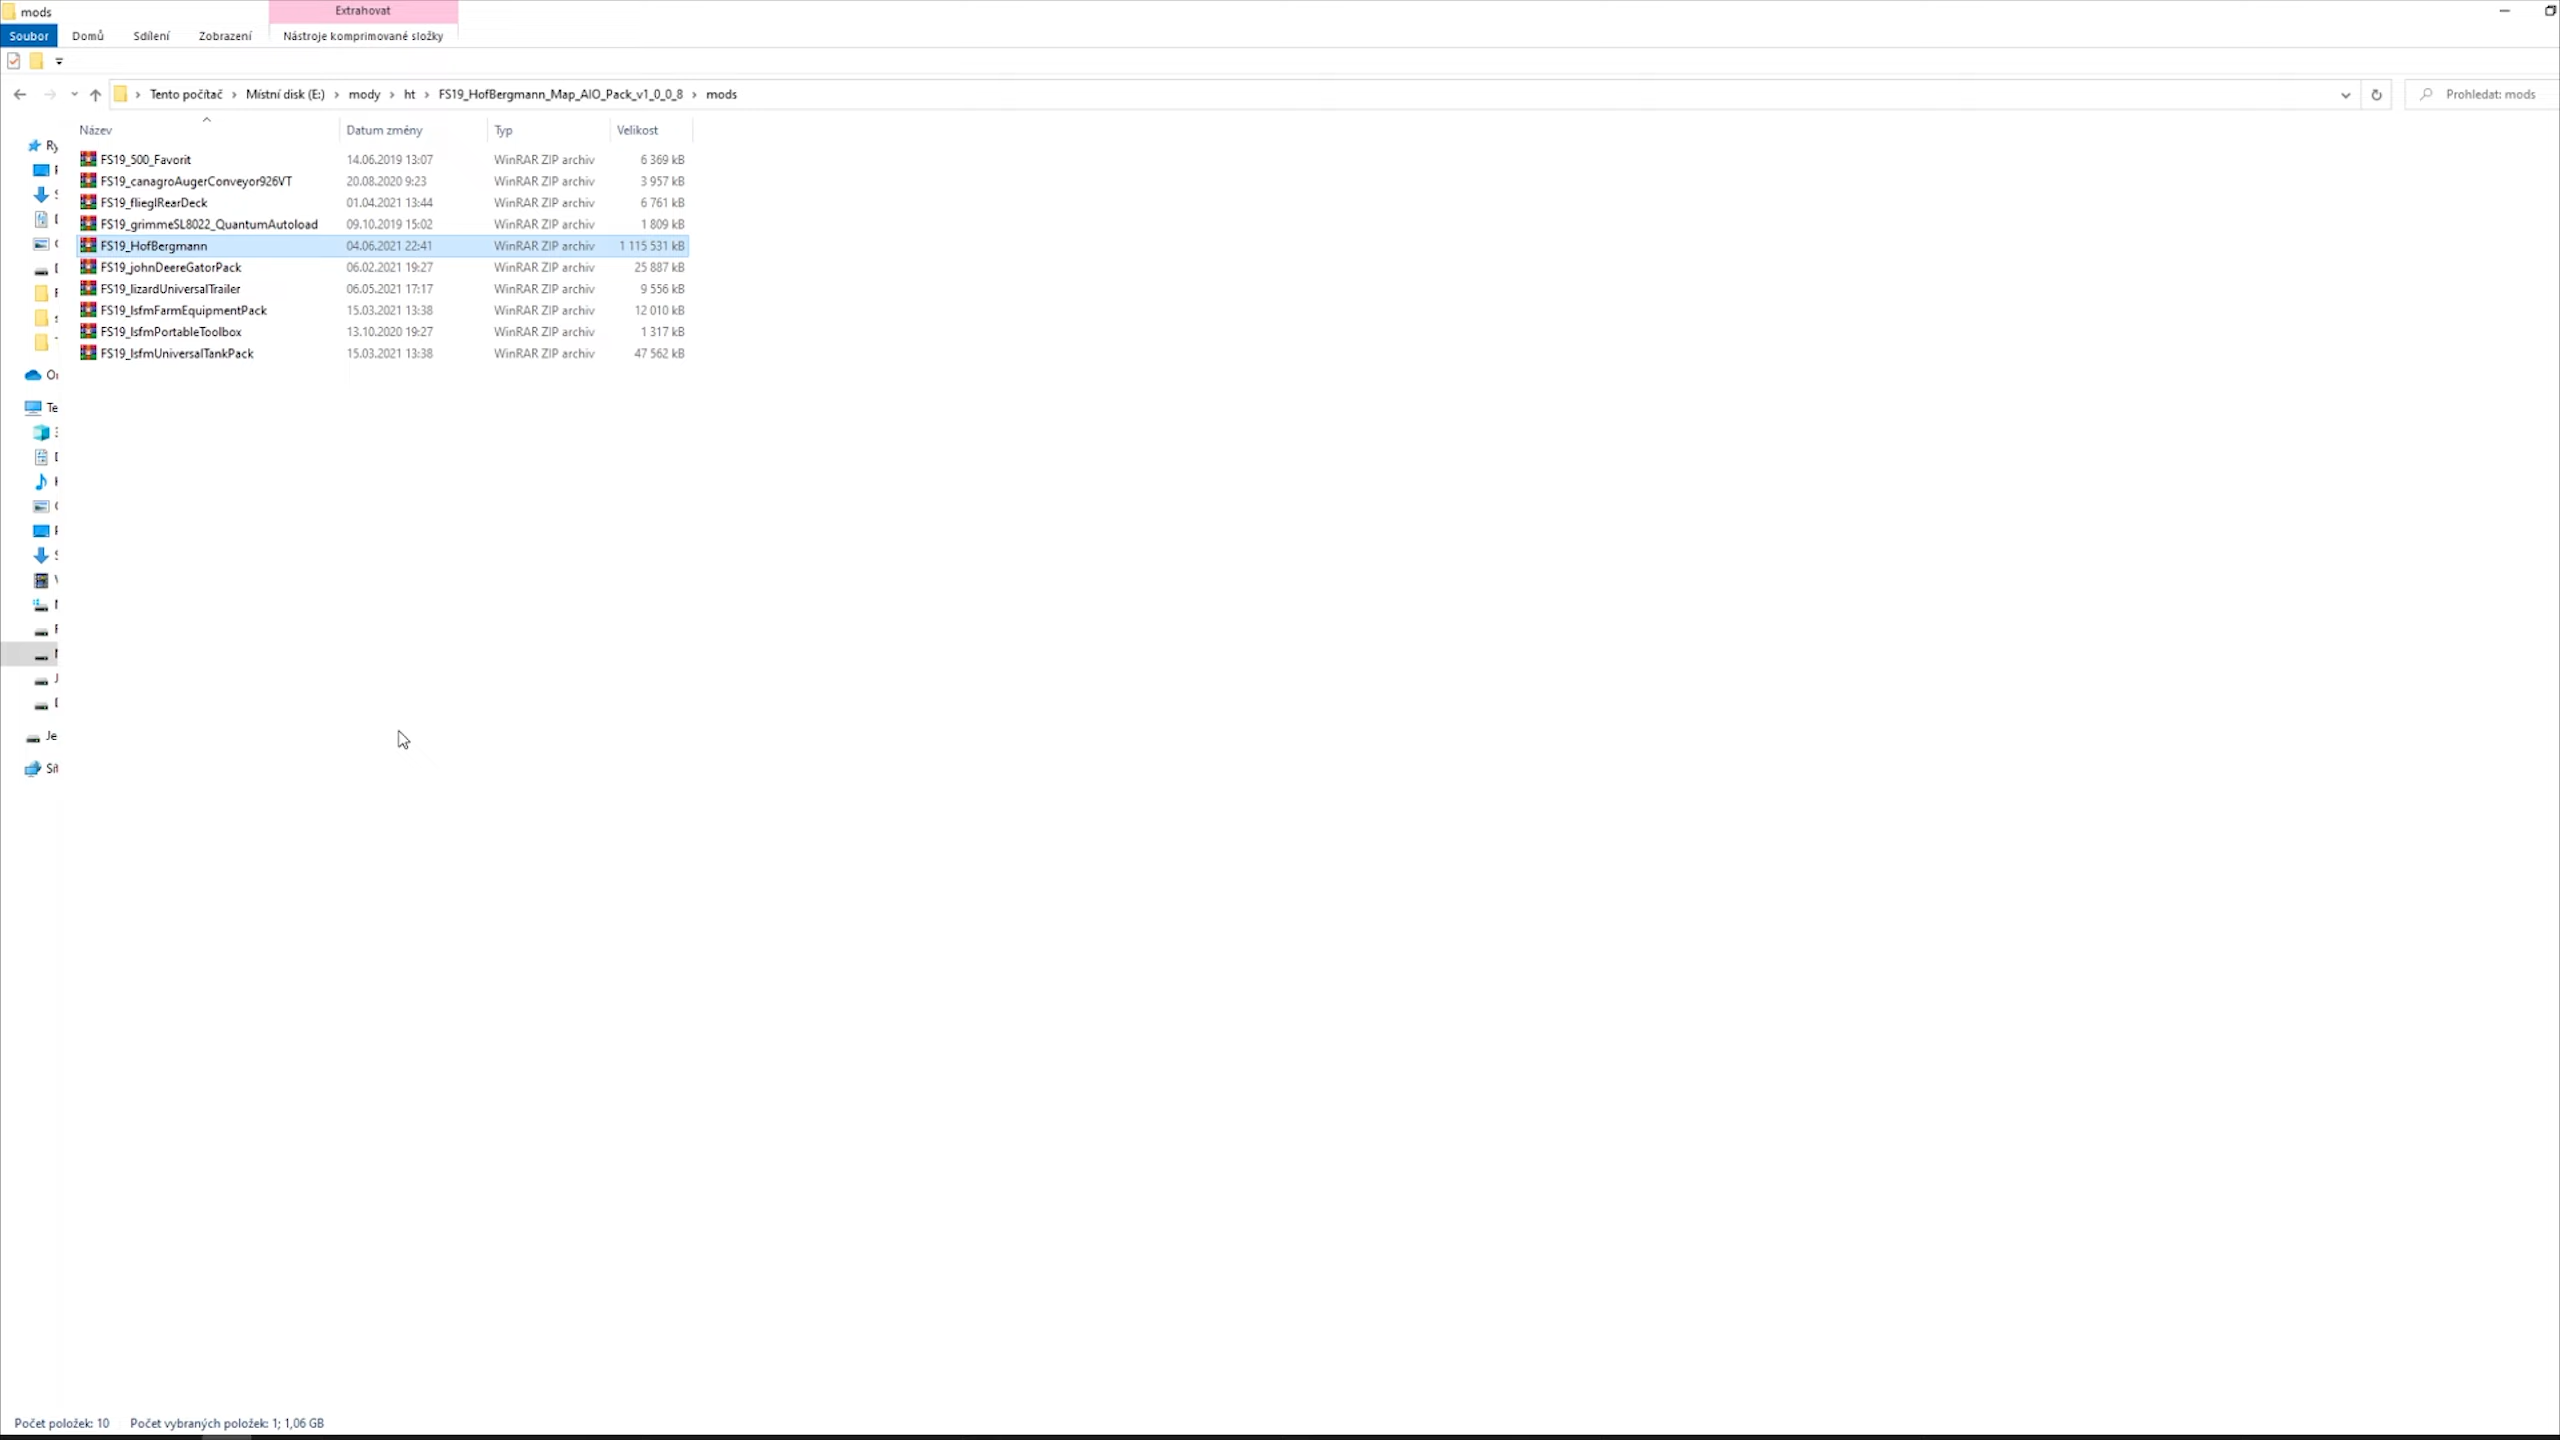 mods
Extrahovat
Soubor Domů Sdílení Zobrazení Nástroje komprimované složky
Tento počítač › Místní disk (E:) › mody › ht › FS19_HofBergmann_Map_AIO_Pack_v1_0_0_8 › mods Prohledat: mods
Název Datum změny Typ Velikost
FS19_500_Favorit 14.06.2019 13:07 WinRAR ZIP archiv 6 369 kB
FS19_canagroAugerConveyor926VT 20.08.2020 9:23 WinRAR ZIP archiv 3 957 kB
FS19_flieglRearDeck 01.04.2021 13:44 WinRAR ZIP archiv 6 761 kB
FS19_grimmeSL8022_QuantumAutoload 09.10.2019 15:02 WinRAR ZIP archiv 1 809 kB
FS19_HofBergmann 04.06.2021 22:41 WinRAR ZIP archiv 1 115 531 kB
FS19_johnDeereGatorPack 06.02.2021 19:27 WinRAR ZIP archiv 25 887 kB
FS19_lizardUniversalTrailer 06.05.2021 17:17 WinRAR ZIP archiv 9 556 kB
FS19_lsfmFarmEquipmentPack 15.03.2021 13:38 WinRAR ZIP archiv 12 010 kB
FS19_lsfmPortableToolbox 13.10.2020 19:27 WinRAR ZIP archiv 1 317 kB
FS19_lsfmUniversalTankPack 15.03.2021 13:38 WinRAR ZIP archiv 47 562 kB
Te
Je
Počet položek: 10 Počet vybraných položek: 1; 1,06 GB